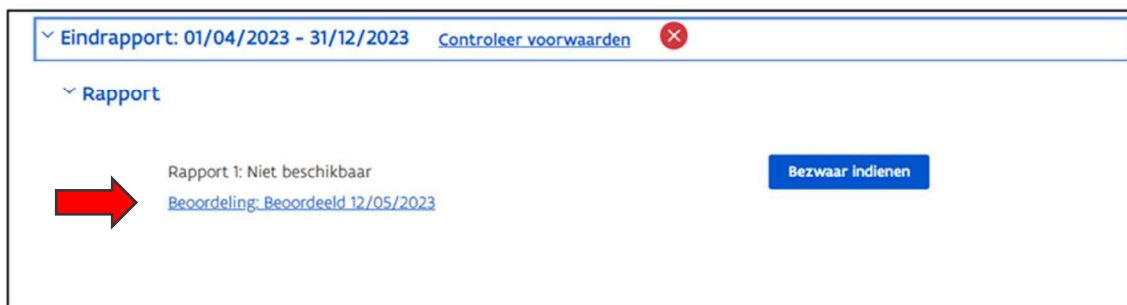 Eindrapport: 01/04/2023 - 31/12/2023 Controleer voorwaarden
Rapport
Rapport 1: Niet beschikbaar Bezwaar indienen
Beoordeling: Beoordeeld 12/05/2023